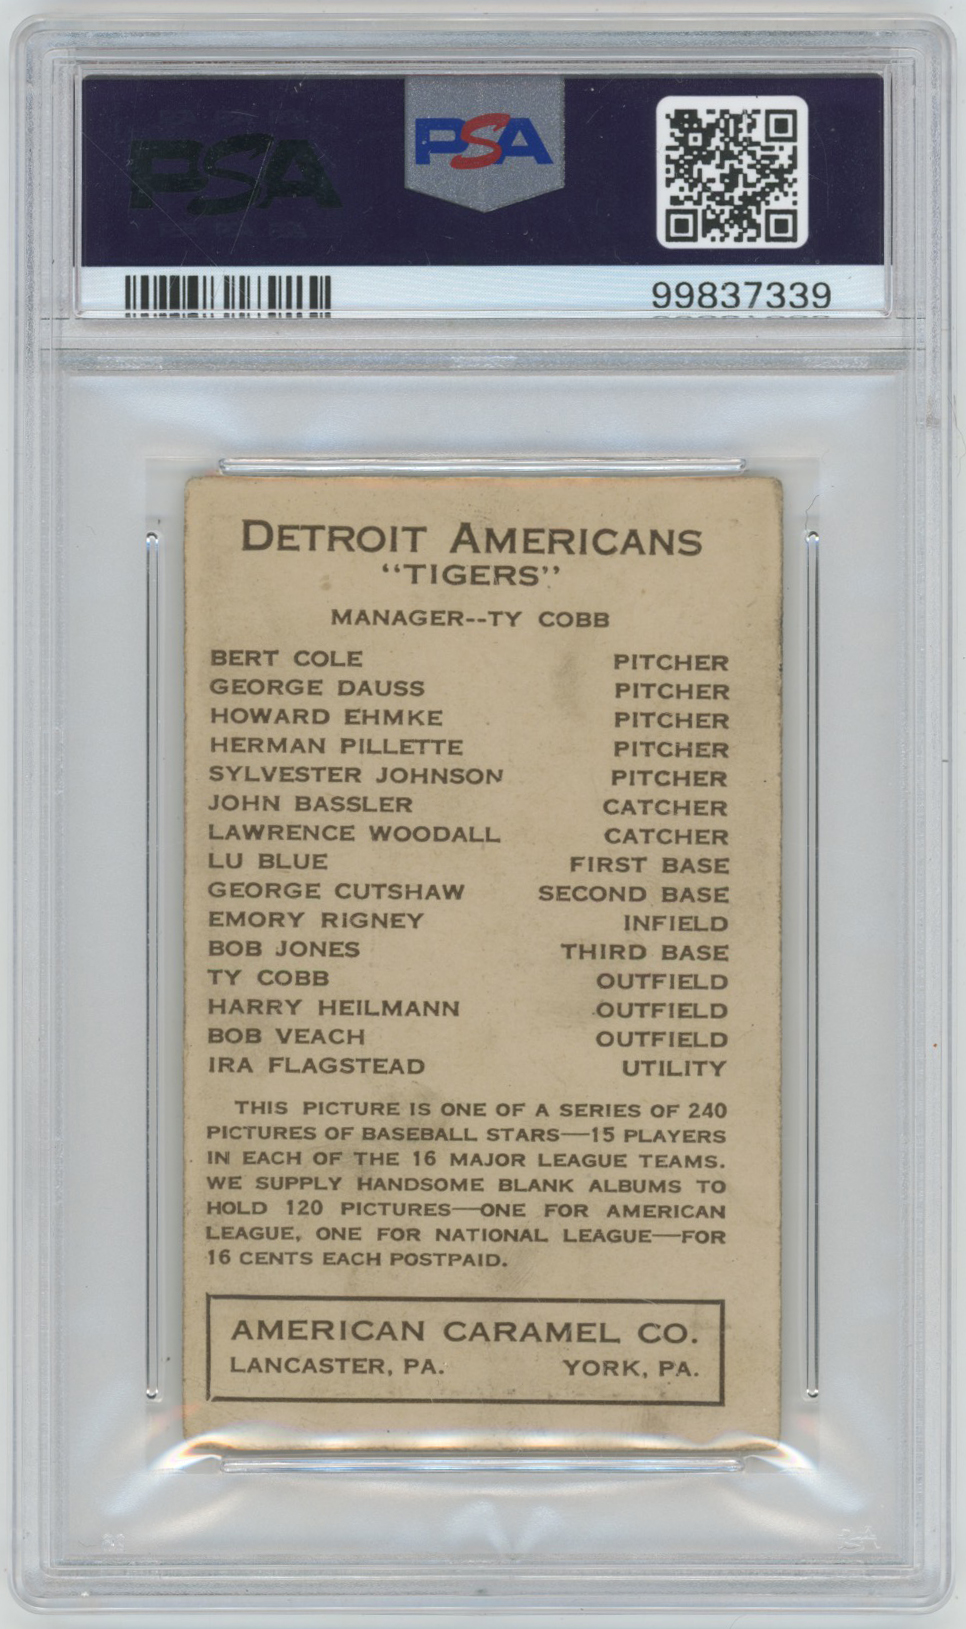 PSA
PSA
99837339
DETROIT AMERICANS
"TIGERS"
MANAGER--TY COBB
BERT COLE PITCHER
GEORGE DAUSS PITCHER
HOWARD EHMKE PITCHER
HERMAN PILLETTE PITCHER
SYLVESTER JOHNSON PITCHER
JOHN BASSLER CATCHER
LAWRENCE WOODALL CATCHER
LU BLUE FIRST BASE
GEORGE CUTSHAW SECOND BASE
EMORY RIGNEY INFIELD
BOB JONES THIRD BASE
TY COBB OUTFIELD
HARRY HEILMANN OUTFIELD
BOB VEACH OUTFIELD
IRA FLAGSTEAD UTILITY
THIS PICTURE IS ONE OF A SERIES OF 240
PICTURES OF BASEBALL STARS—15 PLAYERS
IN EACH OF THE 16 MAJOR LEAGUE TEAMS.
WE SUPPLY HANDSOME BLANK ALBUMS TO
HOLD 120 PICTURES—ONE FOR AMERICAN
LEAGUE, ONE FOR NATIONAL LEAGUE—FOR
16 CENTS EACH POSTPAID.
AMERICAN CARAMEL CO.
LANCASTER, PA. YORK, PA.